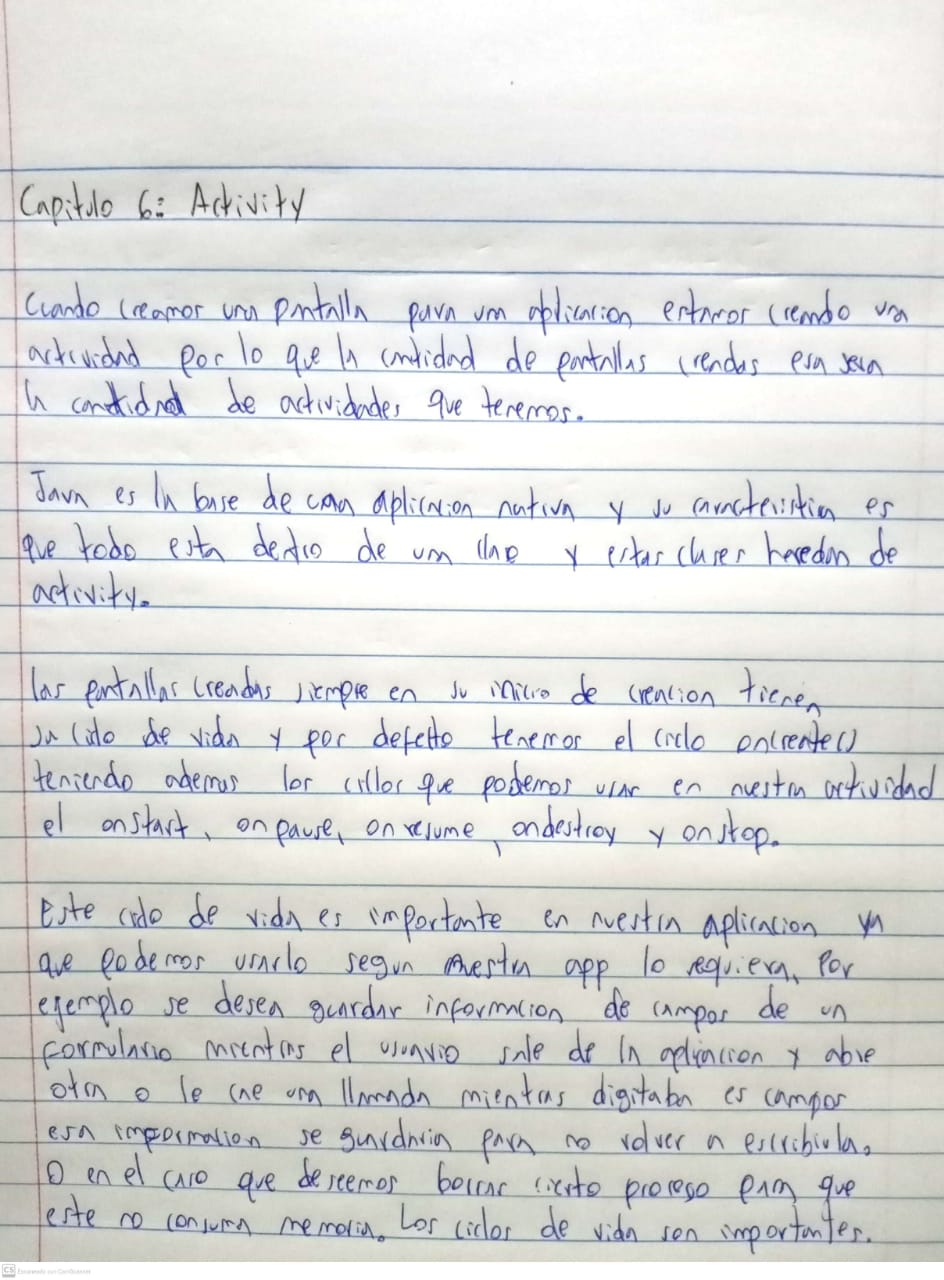 Capitulo 6: Activity
Cuando creamos una pantalla para una aplicacion estamos creando una
actividad por lo que la cantidad de pantallas creadas esa sera
la cantidad de actividades que tenemos.
Java es la base de cada aplicacion nativa y su caracteristica es
que todo esta dentro de una clase y estas clases heredan de
activity.
las pantallas creadas siempre en su inicio de creacion tienen
su ciclo de vida y por defecto tenemos el ciclo oncreate()
teniendo ademas los ciclos que podemos usar en nuestra actividad
el onstart, onpause, onresume, ondestroy y onstop.
Este ciclo de vida es importante en nuestra aplicacion ya
que podemos usarlo segun nuestra app lo requiera. Por
ejemplo se desea guardar informacion de campos de un
formulario mientras el usuario sale de la aplicacion y abre
otra o le cae una llamada mientras digitaba es campos
esa informacion se guardaria para no volver a escribirla.
O en el caso que deseemos borrar cierto proceso para que
este no consuma memoria. Los ciclos de vida son importantes.
CS Escaneado con CamScanner